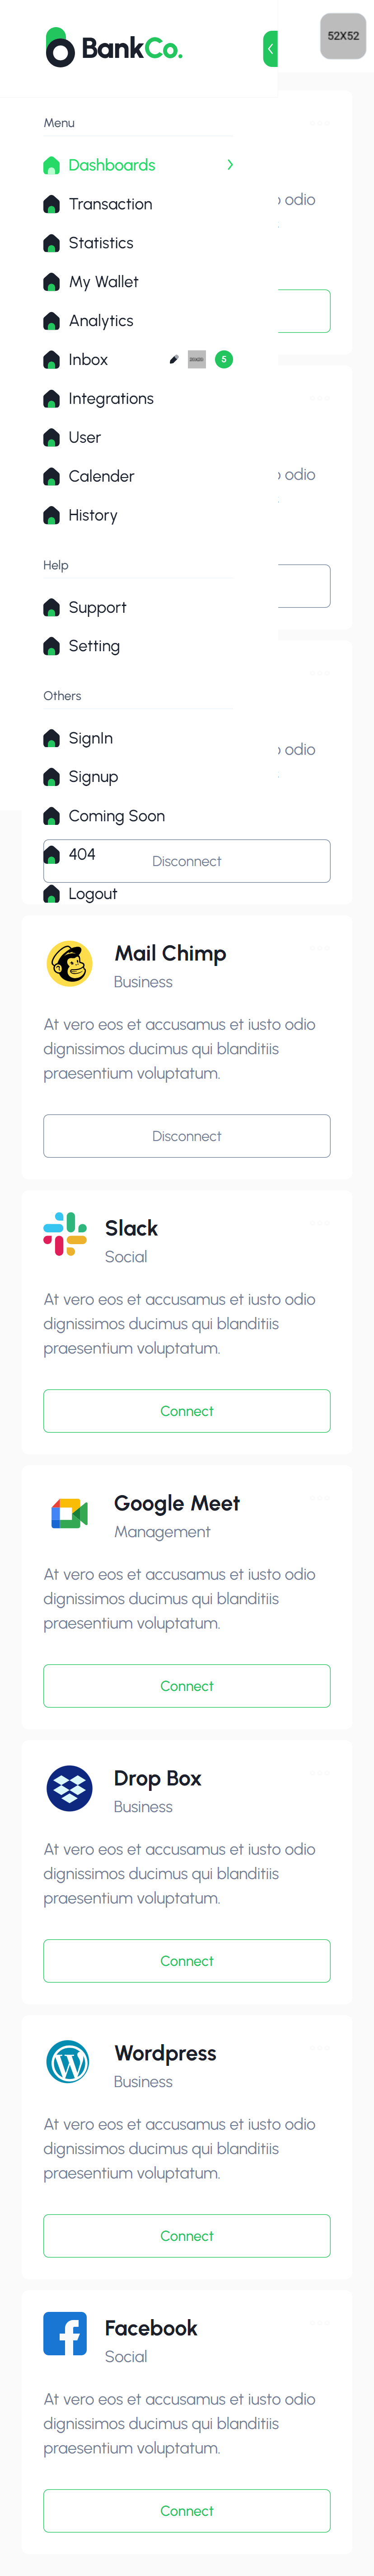 BankCo.
52X52
Menu
Dashboards
Transaction
odio
Statistics
My Wallet
Analytics
Inbox
5
Integrations
User
Calender
odio
History
Help
Support
Setting
Others
SignIn
odio
Signup
Coming Soon
404
Disconnect
Logout
Mail Chimp
Business
At vero eos et accusamus et iusto odio
dignissimos ducimus qui blanditiis
praesentium voluptatum.
Disconnect
Slack
Social
At vero eos et accusamus et iusto odio
dignissimos ducimus qui blanditiis
praesentium voluptatum.
Connect
Google Meet
Management
At vero eos et accusamus et iusto odio
dignissimos ducimus qui blanditiis
praesentium voluptatum.
Connect
Drop Box
Business
At vero eos et accusamus et iusto odio
dignissimos ducimus qui blanditiis
praesentium voluptatum.
Connect
Wordpress
Business
At vero eos et accusamus et iusto odio
dignissimos ducimus qui blanditiis
praesentium voluptatum.
Connect
Facebook
Social
At vero eos et accusamus et iusto odio
dignissimos ducimus qui blanditiis
praesentium voluptatum.
Connect